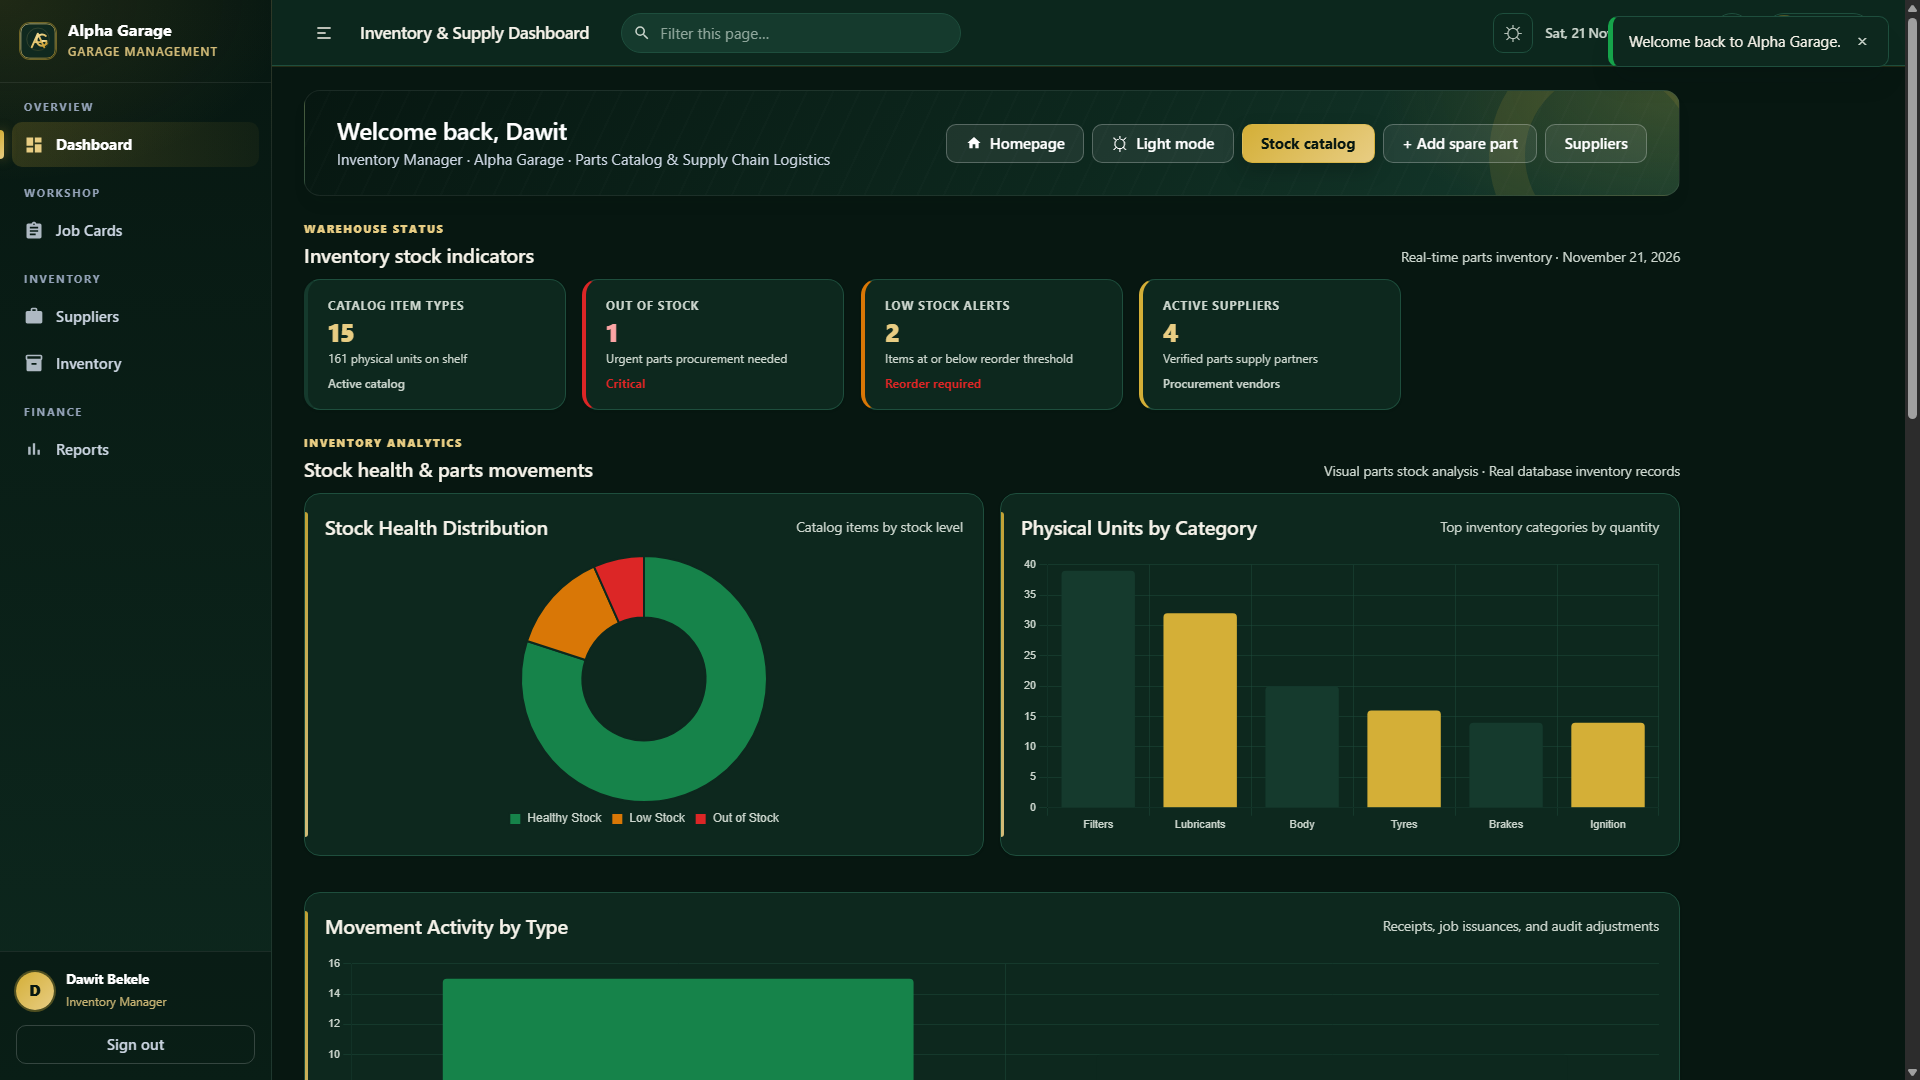 Alpha Garage
GARAGE MANAGEMENT
OVERVIEW
Dashboard
WORKSHOP
Job Cards
INVENTORY
Suppliers
Inventory
FINANCE
Reports
Dawit Bekele
Inventory Manager
D
Sign out
Inventory & Supply Dashboard
Filter this page...
Sat, 21 No
Welcome back to Alpha Garage.
Welcome back, Dawit
Inventory Manager · Alpha Garage · Parts Catalog & Supply Chain Logistics
Homepage
Light mode
Stock catalog
+ Add spare part
Suppliers
WAREHOUSE STATUS
Inventory stock indicators
Real-time parts inventory · November 21, 2026
CATALOG ITEM TYPES
15
161 physical units on shelf
Active catalog
OUT OF STOCK
1
Urgent parts procurement needed
Critical
LOW STOCK ALERTS
2
Items at or below reorder threshold
Reorder required
ACTIVE SUPPLIERS
4
Verified parts supply partners
Procurement vendors
INVENTORY ANALYTICS
Stock health & parts movements
Visual parts stock analysis · Real database inventory records
Stock Health Distribution
Catalog items by stock level
Healthy Stock
Low Stock
Out of Stock
Physical Units by Category
Top inventory categories by quantity
40
35
30
25
20
15
10
5
0
Filters
Lubricants
Body
Tyres
Brakes
Ignition
Movement Activity by Type
Receipts, job issuances, and audit adjustments
16
14
12
10